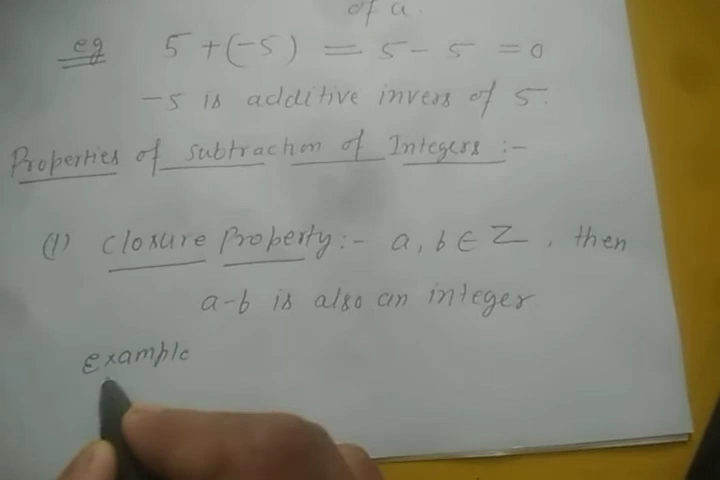 of a.
eg 5 + (-5) = 5 - 5 = 0
-5 is additive invers of 5.
Properties of subtraction of Integers :-
(1) Closure Property :- a, b ∈ Z, then
a-b is also an integer
Example